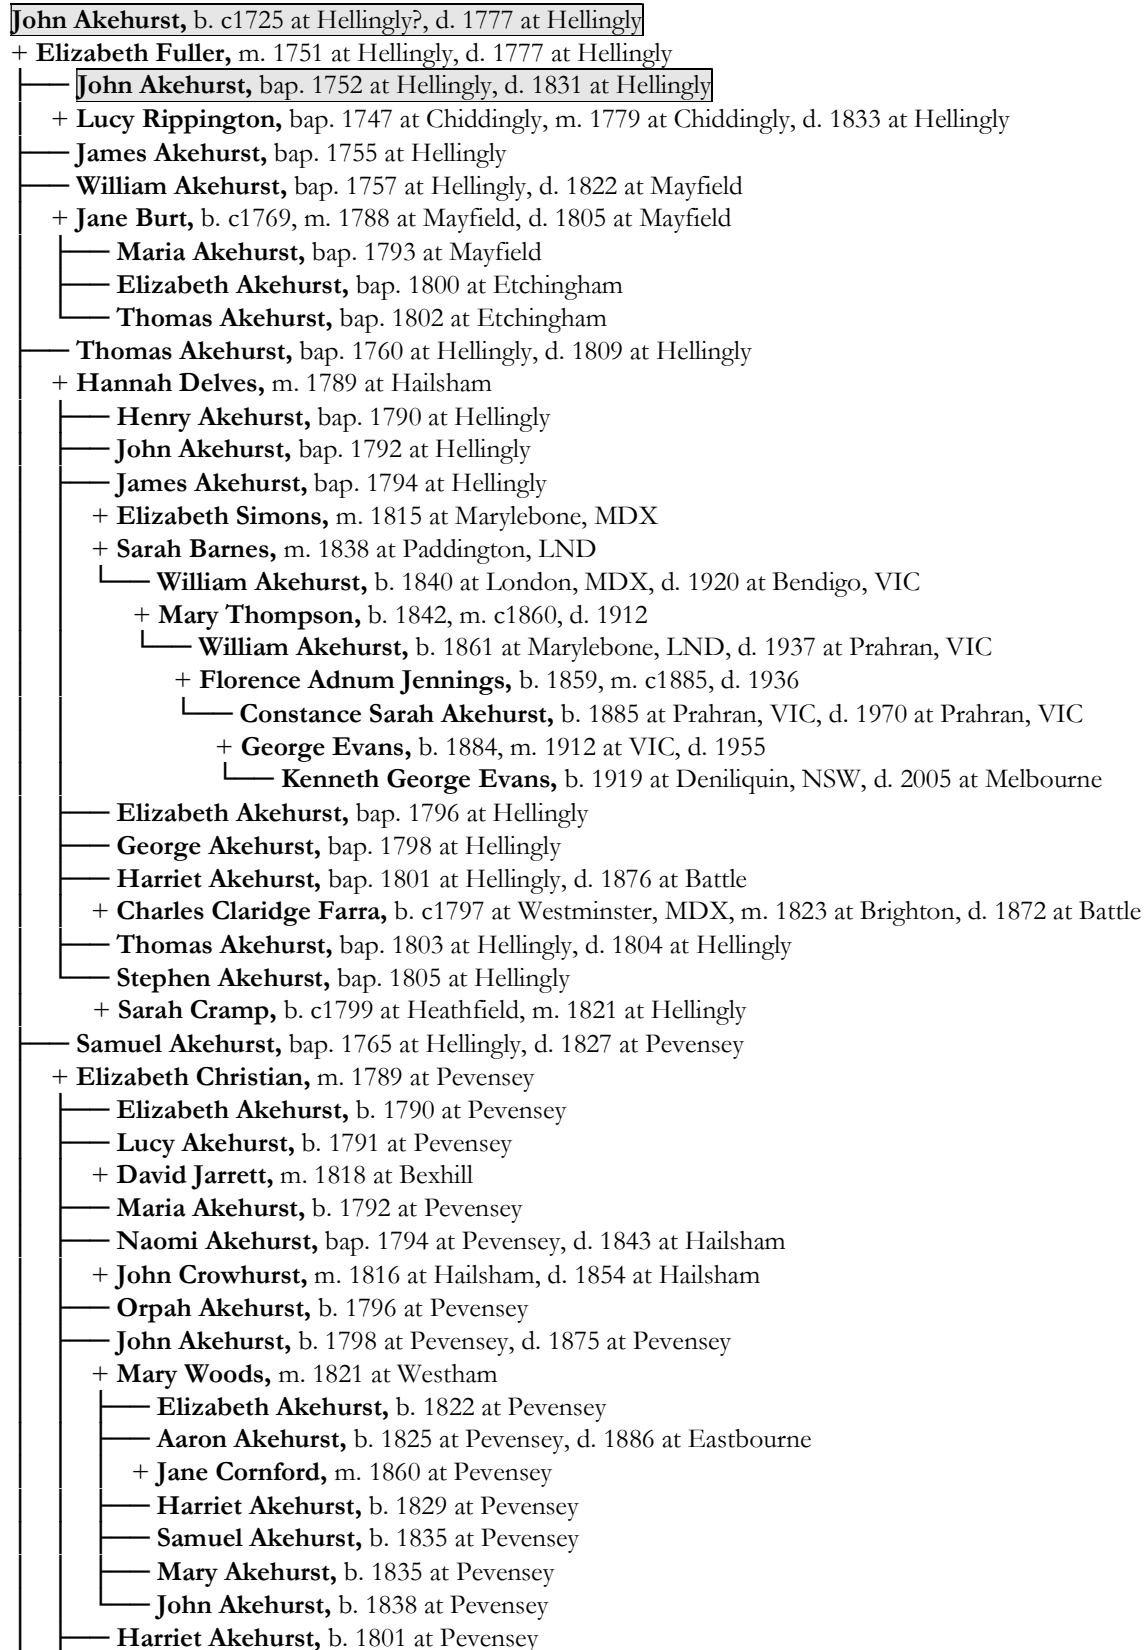 John Akehurst, b. c1725 at Hellingly?, d. 1777 at Hellingly
+ Elizabeth Fuller, m. 1751 at Hellingly, d. 1777 at Hellingly
John Akehurst, bap. 1752 at Hellingly, d. 1831 at Hellingly
+ Lucy Rippington, bap. 1747 at Chiddingly, m. 1779 at Chiddingly, d. 1833 at Hellingly
James Akehurst, bap. 1755 at Hellingly
William Akehurst, bap. 1757 at Hellingly, d. 1822 at Mayfield
+ Jane Burt, b. c1769, m. 1788 at Mayfield, d. 1805 at Mayfield
Maria Akehurst, bap. 1793 at Mayfield
Elizabeth Akehurst, bap. 1800 at Etchingham
Thomas Akehurst, bap. 1802 at Etchingham
Thomas Akehurst, bap. 1760 at Hellingly, d. 1809 at Hellingly
+ Hannah Delves, m. 1789 at Hailsham
Henry Akehurst, bap. 1790 at Hellingly
John Akehurst, bap. 1792 at Hellingly
James Akehurst, bap. 1794 at Hellingly
+ Elizabeth Simons, m. 1815 at Marylebone, MDX
+ Sarah Barnes, m. 1838 at Paddington, LND
William Akehurst, b. 1840 at London, MDX, d. 1920 at Bendigo, VIC
+ Mary Thompson, b. 1842, m. c1860, d. 1912
William Akehurst, b. 1861 at Marylebone, LND, d. 1937 at Prahran, VIC
+ Florence Adnum Jennings, b. 1859, m. c1885, d. 1936
Constance Sarah Akehurst, b. 1885 at Prahran, VIC, d. 1970 at Prahran, VIC
+ George Evans, b. 1884, m. 1912 at VIC, d. 1955
Kenneth George Evans, b. 1919 at Deniliquin, NSW, d. 2005 at Melbourne
Elizabeth Akehurst, bap. 1796 at Hellingly
George Akehurst, bap. 1798 at Hellingly
Harriet Akehurst, bap. 1801 at Hellingly, d. 1876 at Battle
+ Charles Claridge Farra, b. c1797 at Westminster, MDX, m. 1823 at Brighton, d. 1872 at Battle
Thomas Akehurst, bap. 1803 at Hellingly, d. 1804 at Hellingly
Stephen Akehurst, bap. 1805 at Hellingly
+ Sarah Cramp, b. c1799 at Heathfield, m. 1821 at Hellingly
Samuel Akehurst, bap. 1765 at Hellingly, d. 1827 at Pevensey
+ Elizabeth Christian, m. 1789 at Pevensey
Elizabeth Akehurst, b. 1790 at Pevensey
Lucy Akehurst, b. 1791 at Pevensey
+ David Jarrett, m. 1818 at Bexhill
Maria Akehurst, b. 1792 at Pevensey
Naomi Akehurst, bap. 1794 at Pevensey, d. 1843 at Hailsham
+ John Crowhurst, m. 1816 at Hailsham, d. 1854 at Hailsham
Orpah Akehurst, b. 1796 at Pevensey
John Akehurst, b. 1798 at Pevensey, d. 1875 at Pevensey
+ Mary Woods, m. 1821 at Westham
Elizabeth Akehurst, b. 1822 at Pevensey
Aaron Akehurst, b. 1825 at Pevensey, d. 1886 at Eastbourne
+ Jane Cornford, m. 1860 at Pevensey
Harriet Akehurst, b. 1829 at Pevensey
Samuel Akehurst, b. 1835 at Pevensey
Mary Akehurst, b. 1835 at Pevensey
John Akehurst, b. 1838 at Pevensey
Harriet Akehurst, b. 1801 at Pevensey